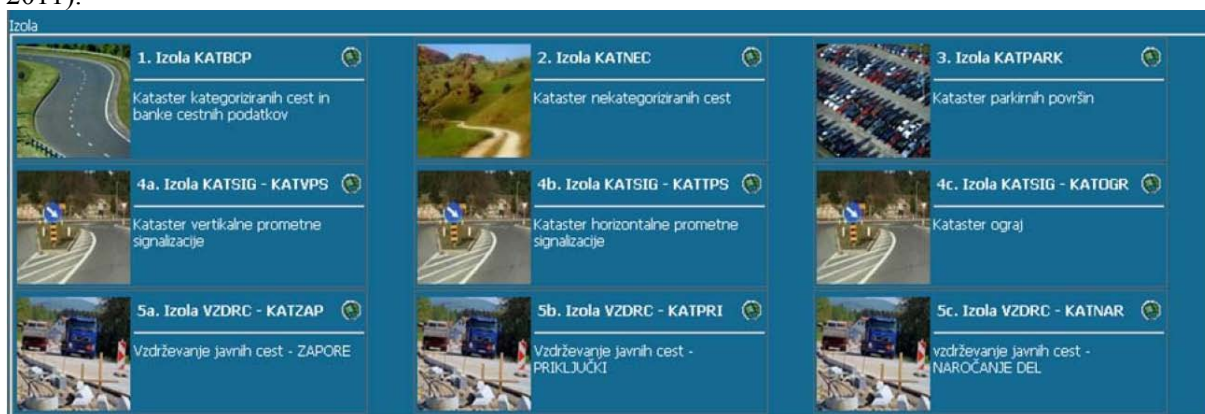 2011).
Izola
1. Izola KATBCP
Kataster kategoriziranih cest in
banke cestnih podatkov
2. Izola KATNEC
Kataster nekategoriziranih cest
3. Izola KATPARK
Kataster parkirnih površin
4a. Izola KATSIG - KATVPS
Kataster vertikalne prometne
signalizacije
4b. Izola KATSIG - KATTPS
Kataster horizontalne prometne
signalizacije
4c. Izola KATSIG - KATOGR
Kataster ograj
5a. Izola VZDRC - KATZAP
Vzdrževanje javnih cest - ZAPORE
5b. Izola VZDRC - KATPRI
Vzdrževanje javnih cest -
PRIKLJUČKI
5c. Izola VZDRC - KATNAR
vzdrževanje javnih cest -
NAROČANJE DEL